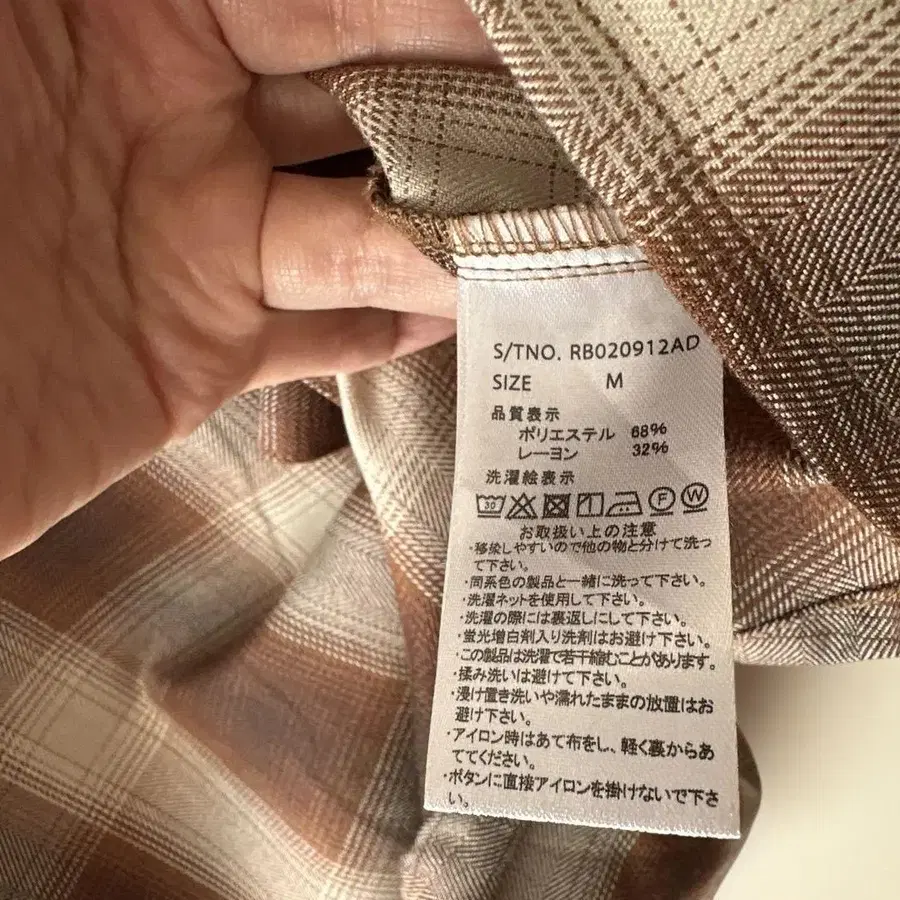 S/TNO. RB020912AD
SIZE M
品質表示
ポリエステル 68%
レーヨン 32%
洗濯絵表示
30 F W
お取扱い上の注意
・移染しやすいので他の物と分けて洗っ
て下さい。
・同系色の製品と一緒に洗って下さい。
・洗濯ネットを使用して下さい。
・洗濯の際には裏返しにして下さい。
・蛍光増白剤入り洗剤はお避け下さい。
・この製品は洗濯で若干縮むことがあります。
・揉み洗いは避けて下さい。
・浸け置き洗いや濡れたままの放置はお
避け下さい。
・アイロン時はあて布をし、軽く裏からあ
ててください。
・ボタンに直接アイロンを掛けないで下さ
い。